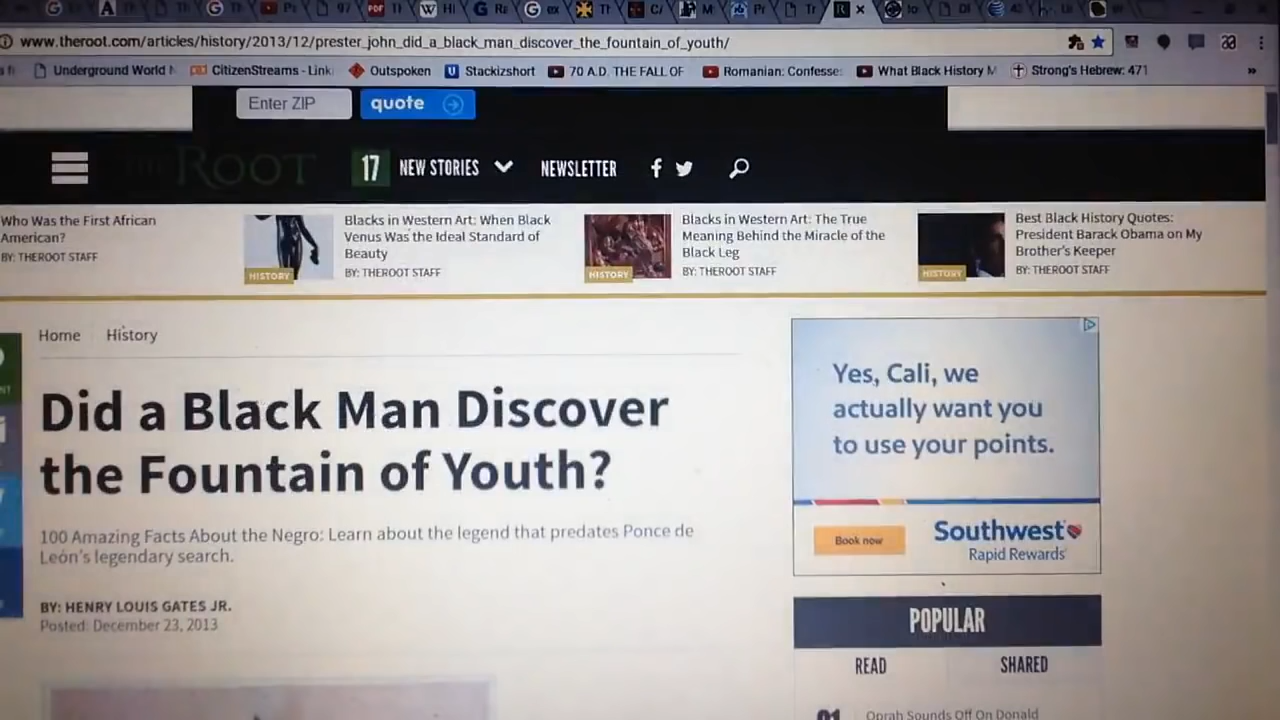 www.theroot.com/articles/history/2013/12/prester_john_did_a_black_man_discover_the_fountain_of_youth/
Underground World
CitizenStreams - Link
Outspoken
Stackizshort
70 A.D. THE FALL OF
Romanian: Confesse
What Black History M
Strong's Hebrew: 471
Enter ZIP
quote
THE ROOT
17 NEW STORIES
NEWSLETTER
Who Was the First African
American?
BY: THEROOT STAFF
HISTORY
Blacks in Western Art: When Black
Venus Was the Ideal Standard of
Beauty
BY: THEROOT STAFF
HISTORY
Blacks in Western Art: The True
Meaning Behind the Miracle of the
Black Leg
BY: THEROOT STAFF
HISTORY
Best Black History Quotes:
President Barack Obama on My
Brother's Keeper
BY: THEROOT STAFF
Home History
Did a Black Man Discover
the Fountain of Youth?
100 Amazing Facts About the Negro: Learn about the legend that predates Ponce de
León's legendary search.
BY: HENRY LOUIS GATES JR.
Posted: December 23, 2013
Yes, Cali, we
actually want you
to use your points.
Book now
Southwest
Rapid Rewards
POPULAR
READ
SHARED
01
Oprah Sounds Off On Donald